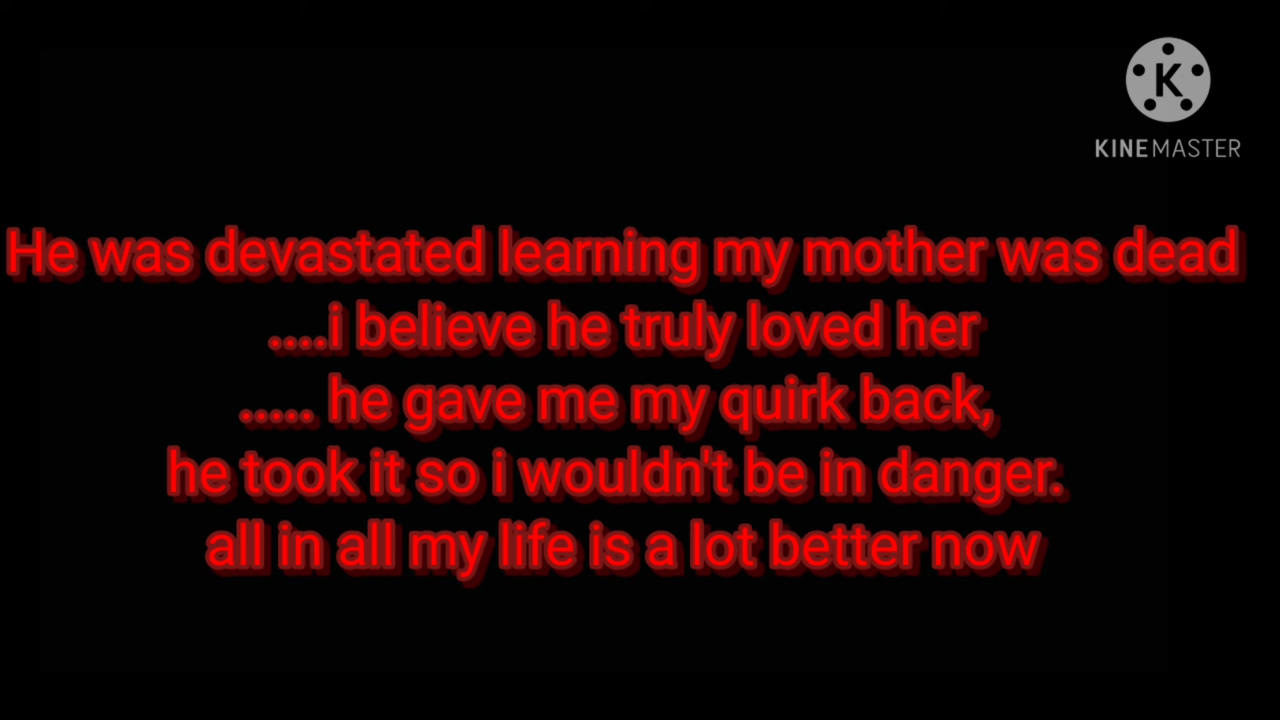 K
KINEMASTER
He was devastated learning my mother was dead
....i believe he truly loved her
..... he gave me my quirk back,
he took it so i wouldn't be in danger.
all in all my life is a lot better now